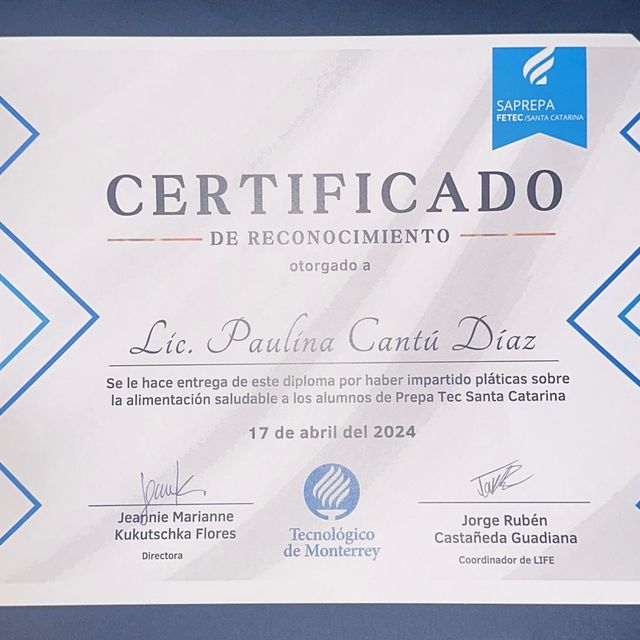 SAPREPA
FETEC/SANTA CATARINA
CERTIFICADO
DE RECONOCIMIENTO
otorgado a
Lic. Paulina Cantú Díaz
Se le hace entrega de este diploma por haber impartido pláticas sobre
la alimentación saludable a los alumnos de Prepa Tec Santa Catarina
17 de abril del 2024
Jeannie Marianne
Kukutschka Flores
Directora
Tecnológico
de Monterrey
Jorge Rubén
Castañeda Guadiana
Coordinador de LIFE